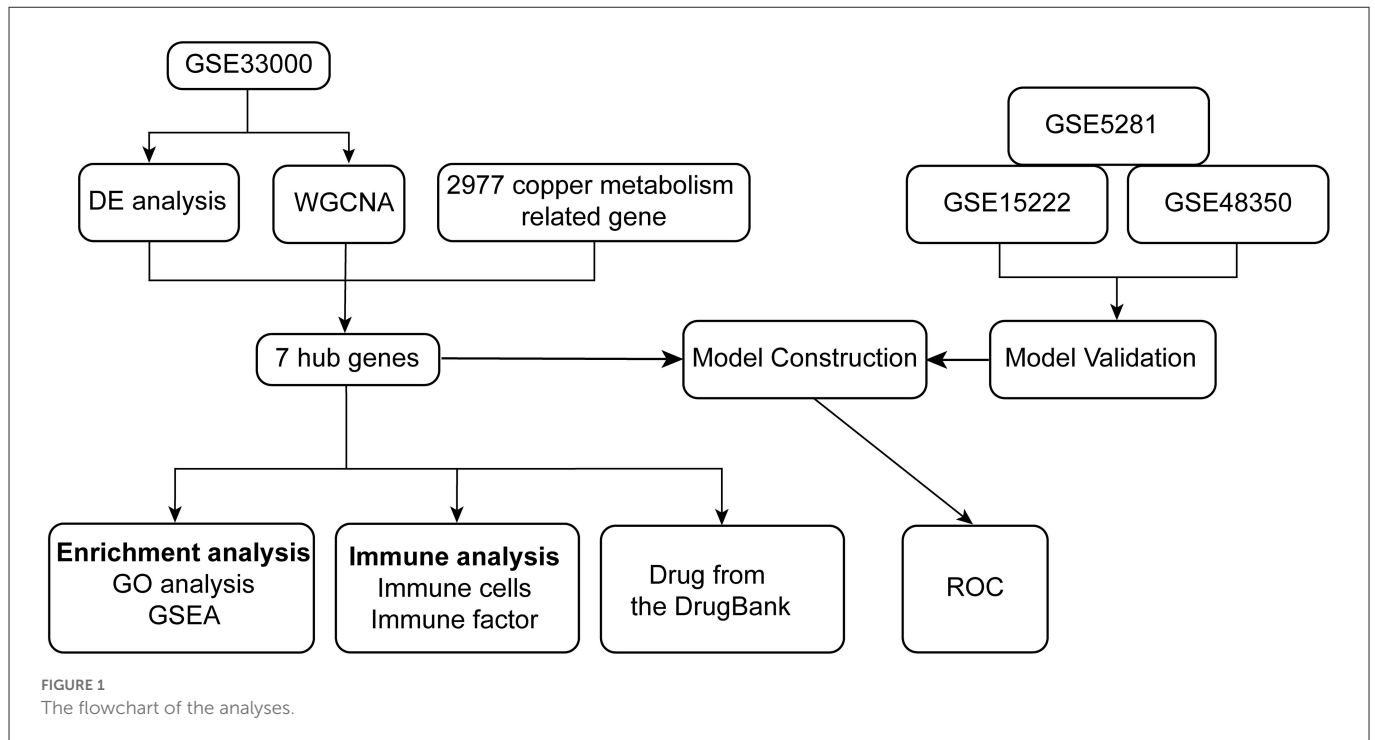 GSE33000
GSE5281
DE analysis
WGCNA
2977 copper metabolism
related gene
GSE15222
GSE48350
7 hub genes
Model Construction
Model Validation
Enrichment analysis
GO analysis
GSEA
Immune analysis
Immune cells
Immune factor
Drug from
the DrugBank
ROC
FIGURE 1
The flowchart of the analyses.